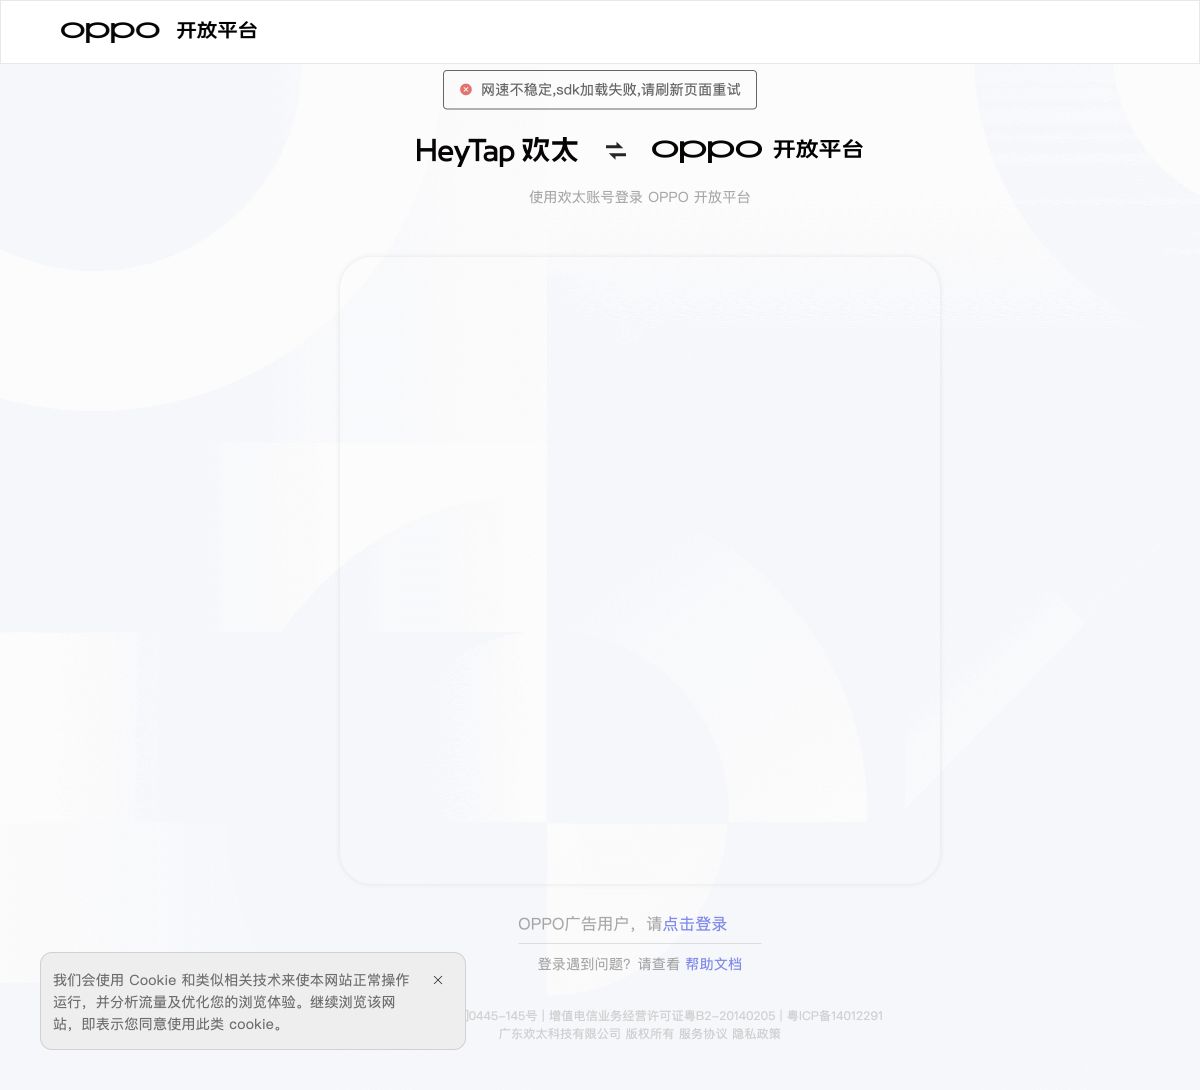 oppo 开放平台
网速不稳定,sdk加载失败,请刷新页面重试
HeyTap 欢太 oppo 开放平台
使用欢太账号登录 OPPO 开放平台
OPPO广告用户，请点击登录
登录遇到问题？请查看 帮助文档
我们会使用 Cookie 和类似相关技术来使本网站正常操作
运行，并分析流量及优化您的浏览体验。继续浏览该网
站，即表示您同意使用此类 cookie。
]0445-145号 | 增值电信业务经营许可证粤B2-20140205 | 粤ICP备14012291
广东欢太科技有限公司 版权所有 服务协议 隐私政策